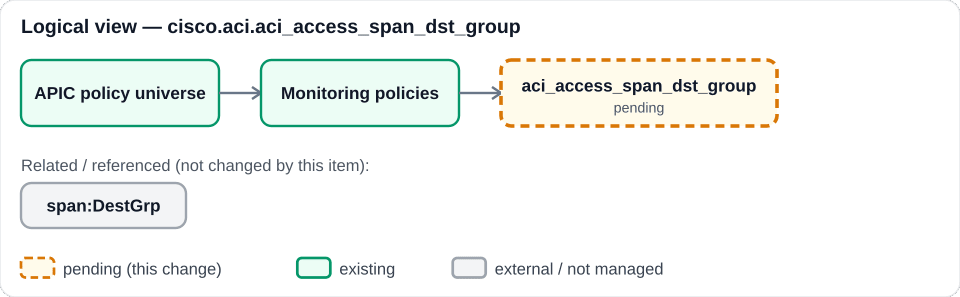 Logical view — cisco.aci.aci_access_span_dst_group
APIC policy universe
Monitoring policies
aci_access_span_dst_group
pending
Related / referenced (not changed by this item):
span:DestGrp
pending (this change)
existing
external / not managed